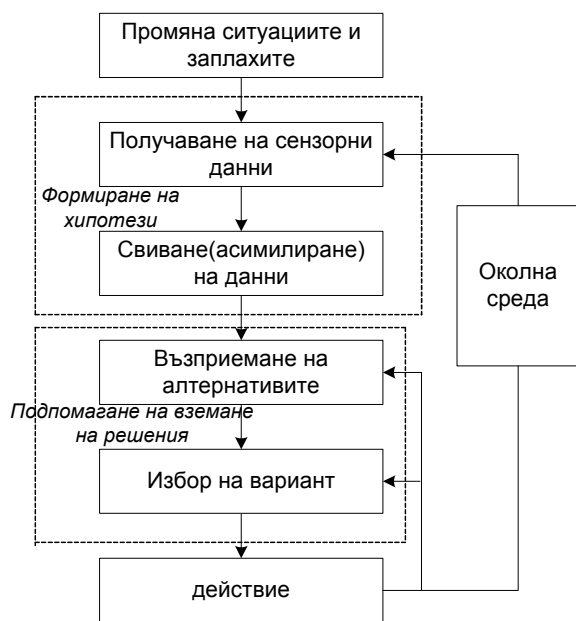 Промяна ситуациите и
заплахите
Получаване на сензорни
данни
Формиране на
хипотези
Свиване(асимилиране)
на данни
Околна
среда
Възприемане на
алтернативите
Подпомагане на вземане
на решения
Избор на вариант
действие